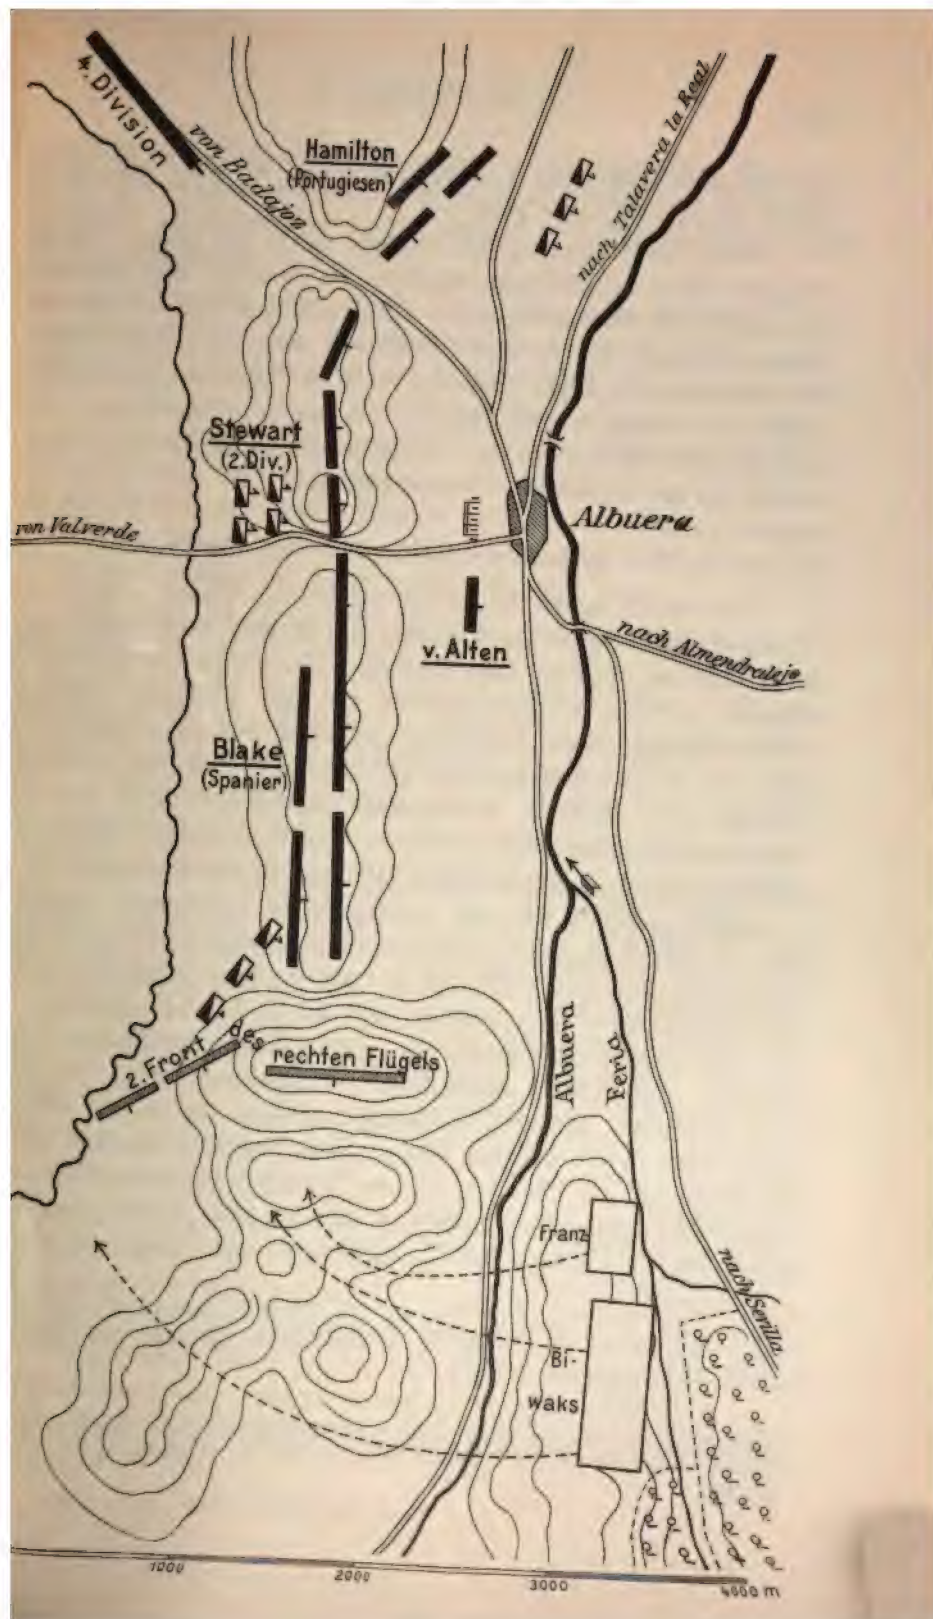 4. Division
von Badajoz
Hamilton
(Portugiesen)
nach Talavera la Real
Stewart
(2.Div.)
von Valverde
Albuera
v. Alten
nach Almendralejo
Blake
(Spanier)
2. Front des
rechten Flügels
Albuera
Feria
Franz.
Bi-
waks
nach Serilla
1000
2000
3000
4000 m